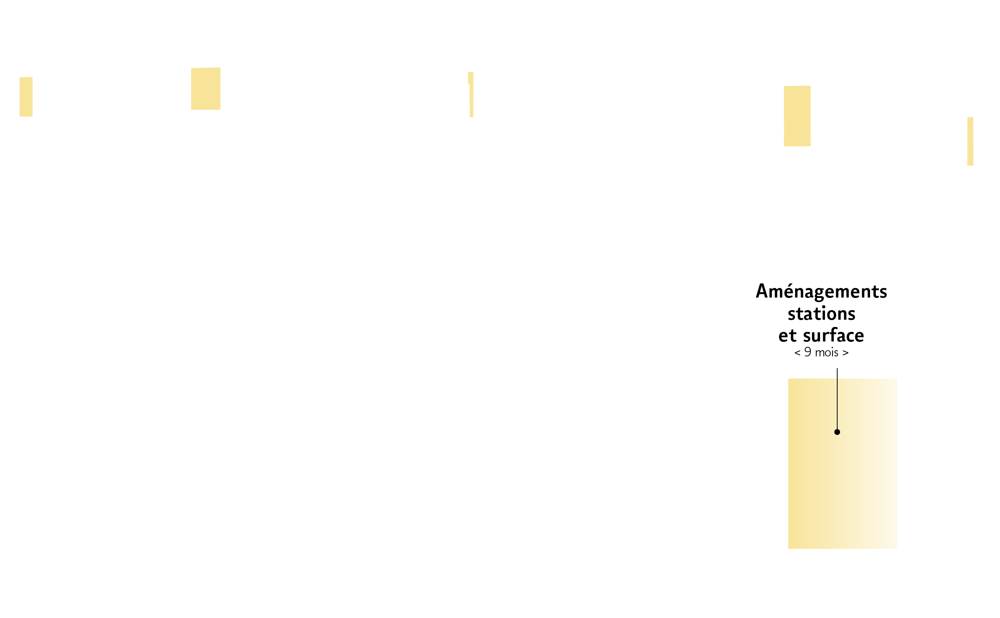 Aménagements
stations
et surface
< 9 mois >